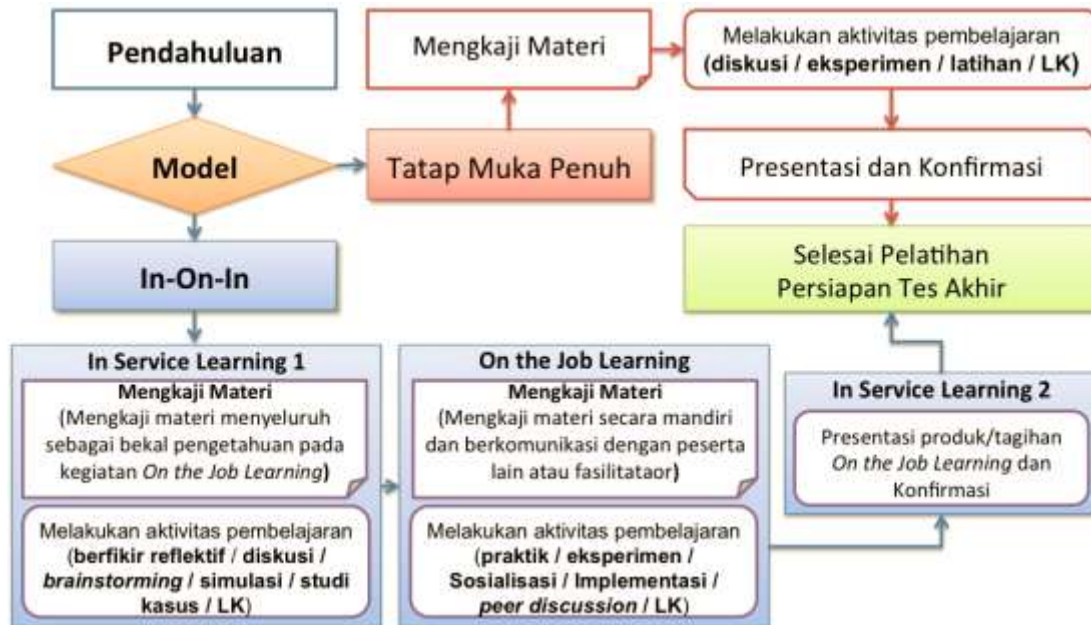 Pendahuluan
Model
Tatap Muka Penuh
Mengkaji Materi
Melakukan aktivitas pembelajaran
(diskusi / eksperimen / latihan / LK)
Presentasi dan Konfirmasi
Selesai Pelatihan
Persiapan Tes Akhir
In-On-In
In Service Learning 1
Mengkaji Materi
(Mengkaji materi menyeluruh
sebagai bekal pengetahuan pada
kegiatan On the Job Learning)
Melakukan aktivitas pembelajaran
(berfikir reflektif / diskusi /
brainstorming / simulasi / studi
kasus / LK)
On the Job Learning
Mengkaji Materi
(Mengkaji materi secara mandiri
dan berkomunikasi dengan peserta
lain atau fasilitataor)
Melakukan aktivitas pembelajaran
(praktik / eksperimen /
Sosialisasi / Implementasi /
peer discussion / LK)
In Service Learning 2
Presentasi produk/tagihan
On the Job Learning dan
Konfirmasi